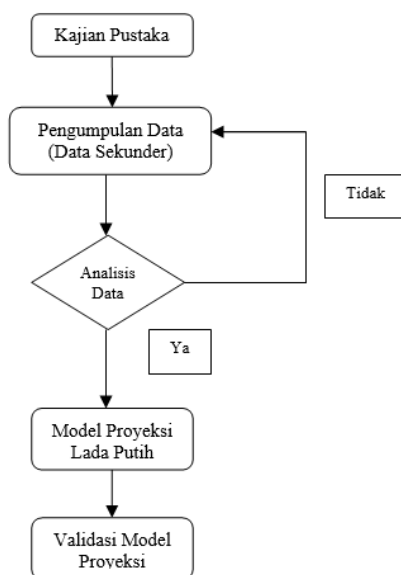 Kajian Pustaka
Pengumpulan Data
(Data Sekunder)
Tidak
Analisis
Data
Ya
Model Proyeksi
Lada Putih
Validasi Model
Proyeksi